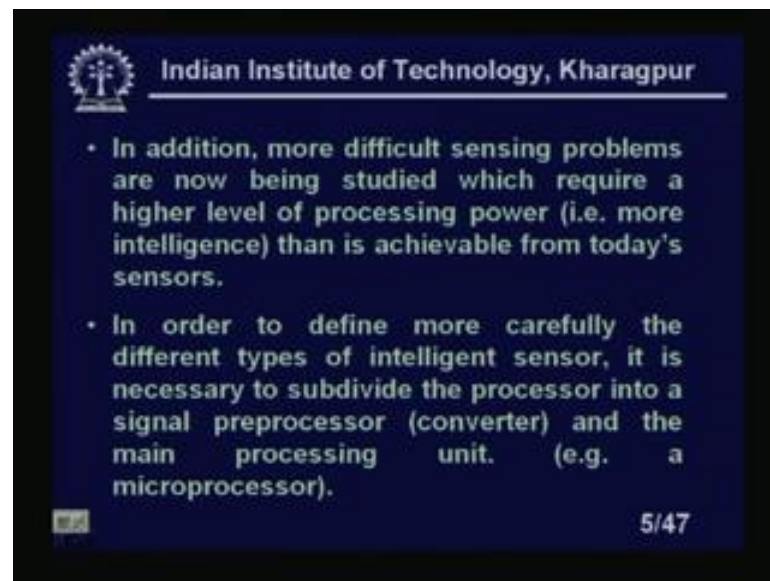 Indian Institute of Technology, Kharagpur
• In addition, more difficult sensing problems
are now being studied which require a
higher level of processing power (i.e. more
intelligence) than is achievable from today's
sensors.
• In order to define more carefully the
different types of intelligent sensor, it is
necessary to subdivide the processor into a
signal preprocessor (converter) and the
main processing unit. (e.g. a
microprocessor).
5/47